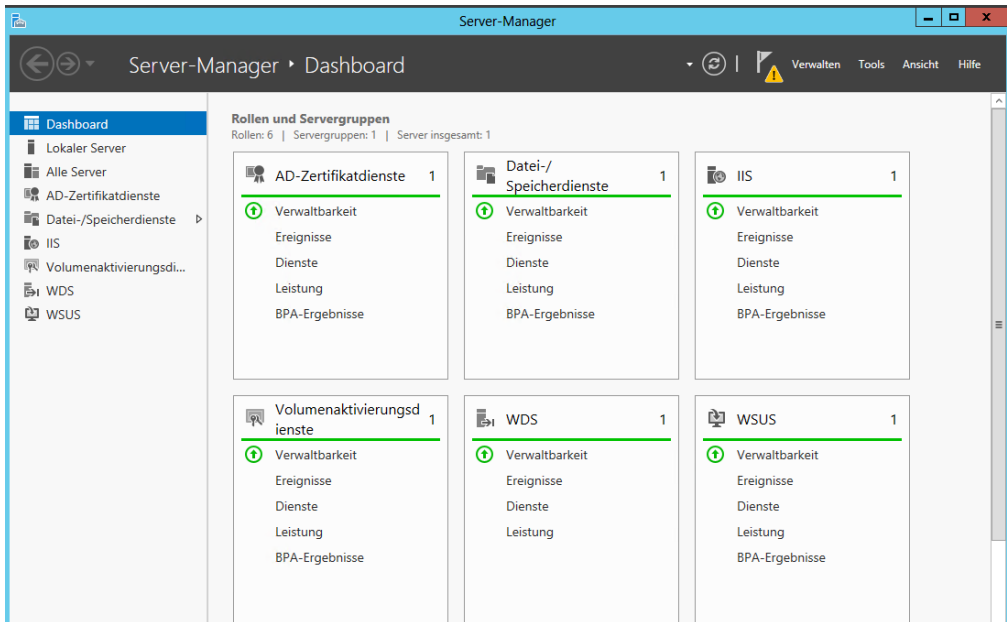 Server-Manager
Server-Manager ‣ Dashboard
Verwalten Tools Ansicht Hilfe
Dashboard
Lokaler Server
Alle Server
AD-Zertifikatdienste
Datei-/Speicherdienste
IIS
Volumenaktivierungsdi...
WDS
WSUS
Rollen und Servergruppen
Rollen: 6 | Servergruppen: 1 | Server insgesamt: 1
AD-Zertifikatdienste 1
Verwaltbarkeit
Ereignisse
Dienste
Leistung
BPA-Ergebnisse
Datei-/
Speicherdienste 1
Verwaltbarkeit
Ereignisse
Dienste
Leistung
BPA-Ergebnisse
IIS 1
Verwaltbarkeit
Ereignisse
Dienste
Leistung
BPA-Ergebnisse
Volumenaktivierungsd
ienste 1
Verwaltbarkeit
Ereignisse
Dienste
Leistung
BPA-Ergebnisse
WDS 1
Verwaltbarkeit
Ereignisse
Dienste
Leistung
WSUS 1
Verwaltbarkeit
Ereignisse
Dienste
Leistung
BPA-Ergebnisse